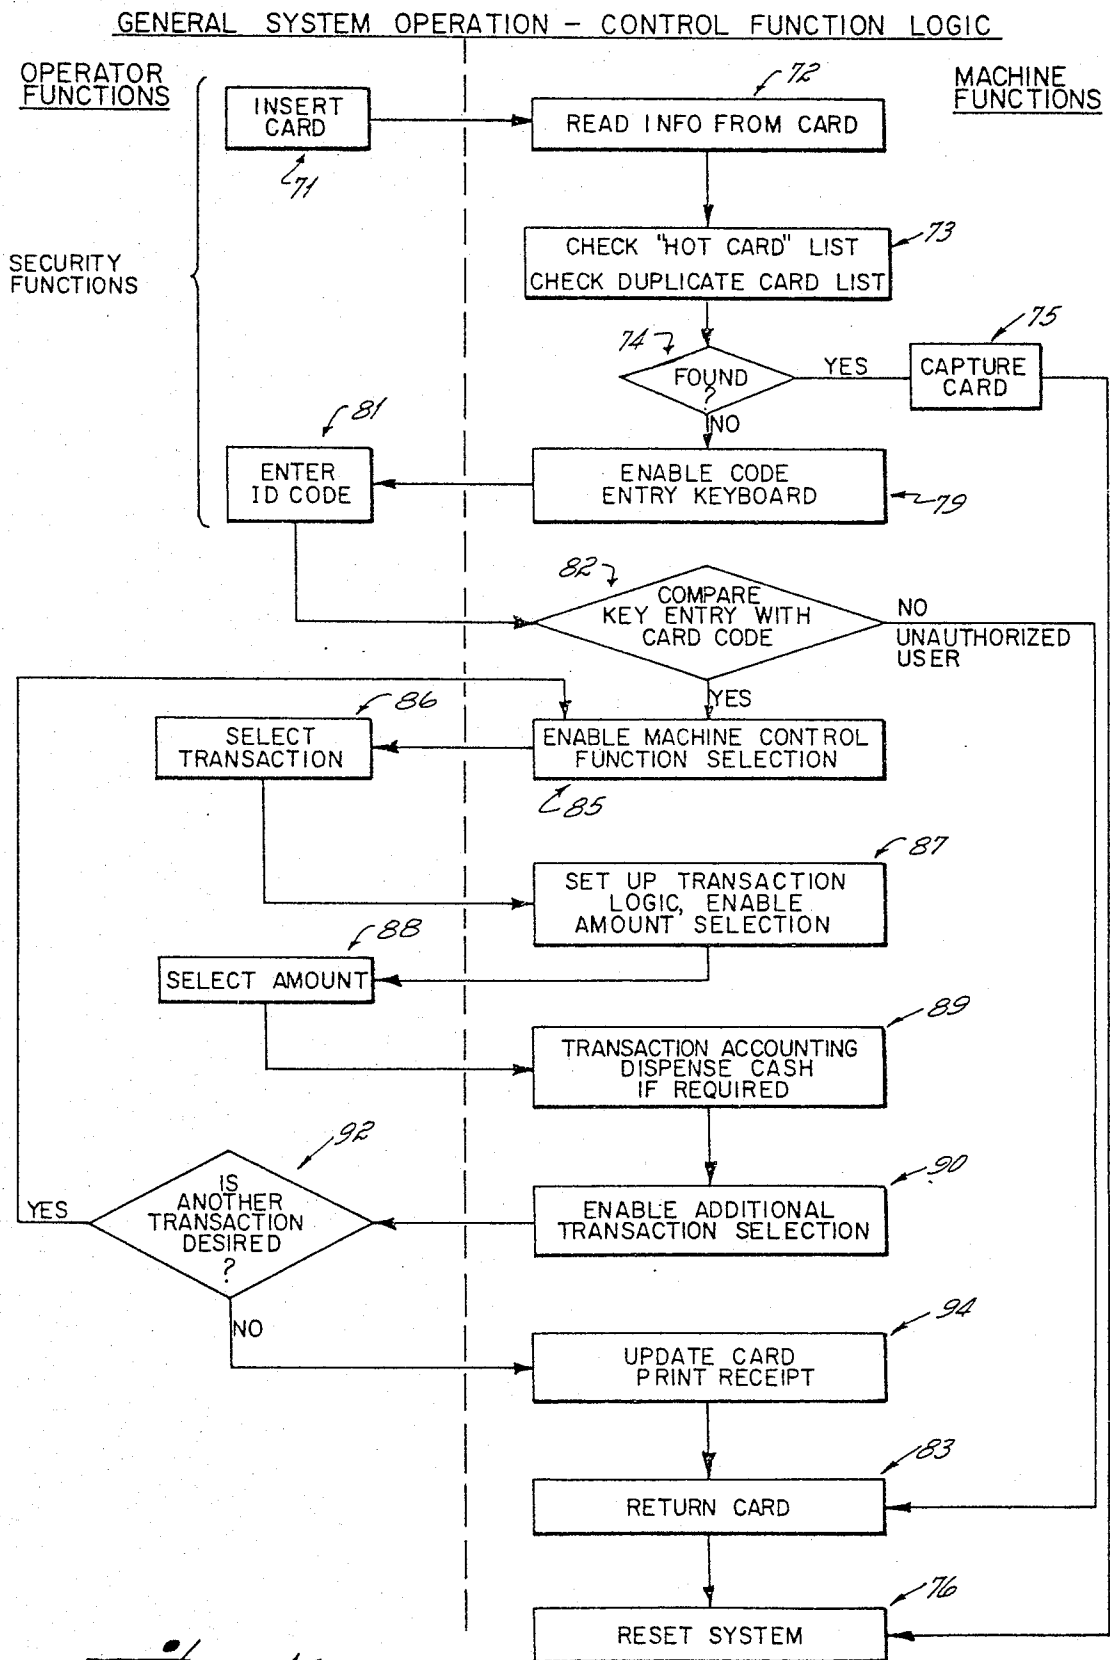 GENERAL SYSTEM OPERATION - CONTROL FUNCTION LOGIC
OPERATOR
FUNCTIONS
MACHINE
FUNCTIONS
INSERT
CARD
71
72
READ INFO FROM CARD
SECURITY
FUNCTIONS
73
CHECK "HOT CARD" LIST
CHECK DUPLICATE CARD LIST
74
FOUND
?
YES
75
CAPTURE
CARD
NO
81
ENTER
ID CODE
ENABLE CODE
ENTRY KEYBOARD
79
82
COMPARE
KEY ENTRY WITH
CARD CODE
NO
UNAUTHORIZED
USER
YES
86
SELECT
TRANSACTION
ENABLE MACHINE CONTROL
FUNCTION SELECTION
85
87
SET UP TRANSACTION
LOGIC, ENABLE
AMOUNT SELECTION
88
SELECT AMOUNT
89
TRANSACTION ACCOUNTING
DISPENSE CASH
IF REQUIRED
92
IS
ANOTHER
TRANSACTION
DESIRED
?
YES
90
ENABLE ADDITIONAL
TRANSACTION SELECTION
NO
94
UPDATE CARD
PRINT RECEIPT
83
RETURN CARD
76
RESET SYSTEM